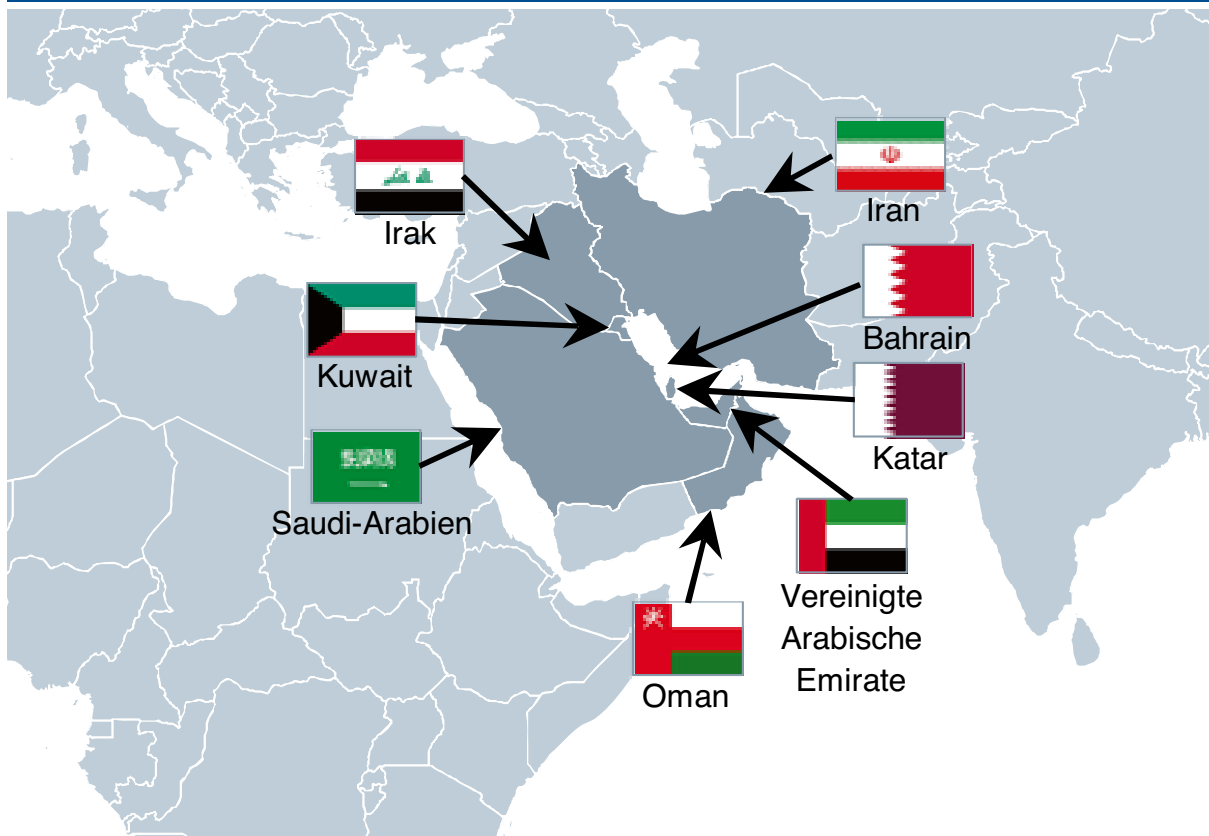 Irak
Iran
Kuwait
Bahrain
Saudi-Arabien
Katar
Vereinigte
Arabische
Emirate
Oman